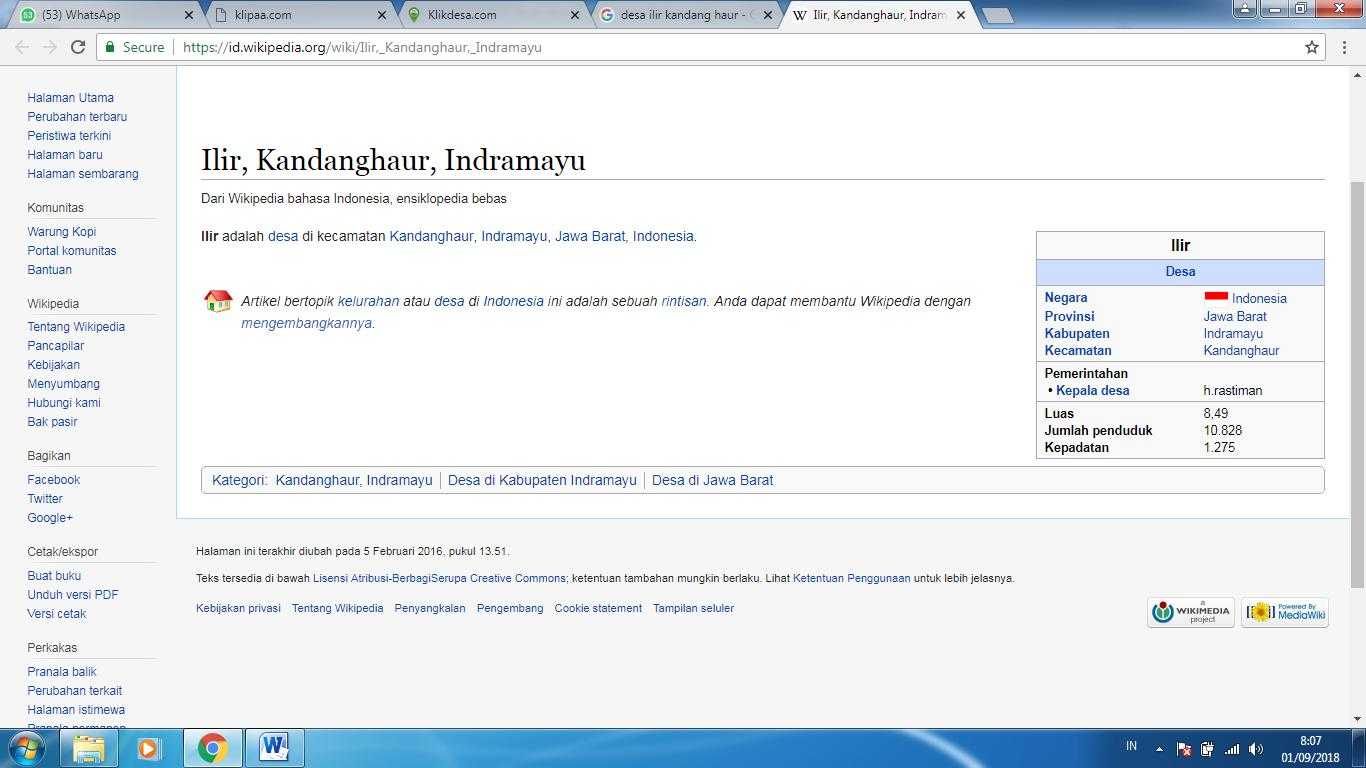 (53) WhatsApp
klipaa.com
Klikdesa.com
desa ilir kandang haur -
Ilir, Kandanghaur, Indram
Secure
https://id.wikipedia.org/wiki/Ilir,_Kandanghaur,_Indramayu
Halaman Utama
Perubahan terbaru
Peristiwa terkini
Halaman baru
Halaman sembarang
Komunitas
Warung Kopi
Portal komunitas
Bantuan
Wikipedia
Tentang Wikipedia
Pancapilar
Kebijakan
Menyumbang
Hubungi kami
Bak pasir
Bagikan
Facebook
Twitter
Google+
Cetak/ekspor
Buat buku
Unduh versi PDF
Versi cetak
Perkakas
Pranala balik
Perubahan terkait
Halaman istimewa
Pranala permanen
Ilir, Kandanghaur, Indramayu
Dari Wikipedia bahasa Indonesia, ensiklopedia bebas
Ilir adalah desa di kecamatan Kandanghaur, Indramayu, Jawa Barat, Indonesia.
Artikel bertopik kelurahan atau desa di Indonesia ini adalah sebuah rintisan. Anda dapat membantu Wikipedia dengan
mengembangkannya.
Ilir
Desa
Negara Indonesia
Provinsi Jawa Barat
Kabupaten Indramayu
Kecamatan Kandanghaur
Pemerintahan
• Kepala desa h.rastiman
Luas 8,49
Jumlah penduduk 10.828
Kepadatan 1.275
Kategori: Kandanghaur, Indramayu | Desa di Kabupaten Indramayu | Desa di Jawa Barat
Halaman ini terakhir diubah pada 5 Februari 2016, pukul 13.51.
Teks tersedia di bawah Lisensi Atribusi-BerbagiSerupa Creative Commons; ketentuan tambahan mungkin berlaku. Lihat Ketentuan Penggunaan untuk lebih jelasnya.
Kebijakan privasi Tentang Wikipedia Penyangkalan Pengembang Cookie statement Tampilan seluler
A
WIKIMEDIA
project
Powered By
MediaWiki
IN
8:07
01/09/2018